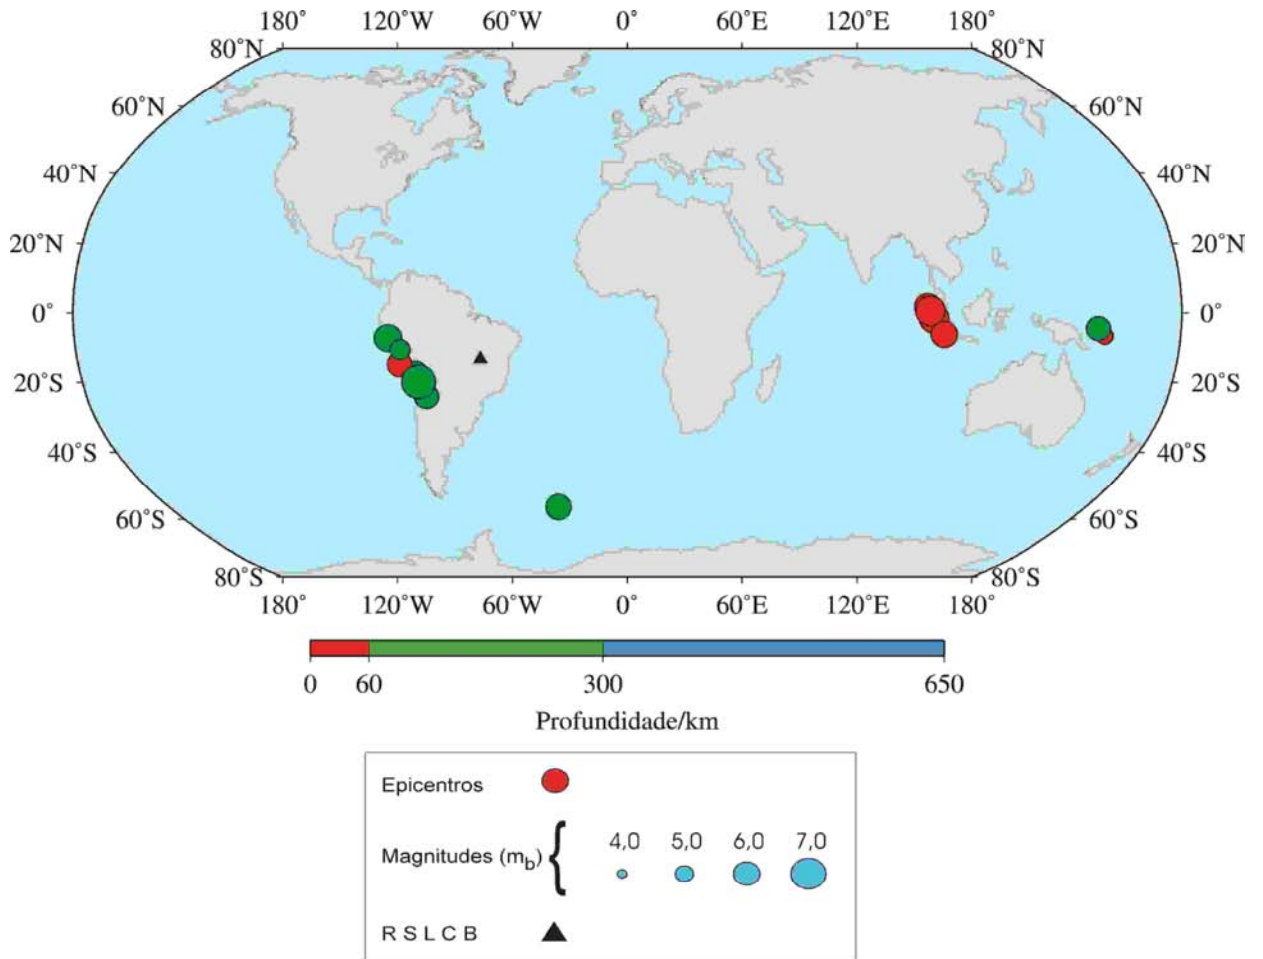 180° 120°W 60°W 0° 60°E 120°E 180°
80°N 80°N
60°N 60°N
40°N 40°N
20°N 20°N
0° 0°
20°S 20°S
40°S 40°S
60°S 60°S
80°S 80°S
180° 120°W 60°W 0° 60°E 120°E 180°
0 60 300 650
Profundidade/km
Epicentros
4,0 5,0 6,0 7,0
Magnitudes (mb)
R S L C B